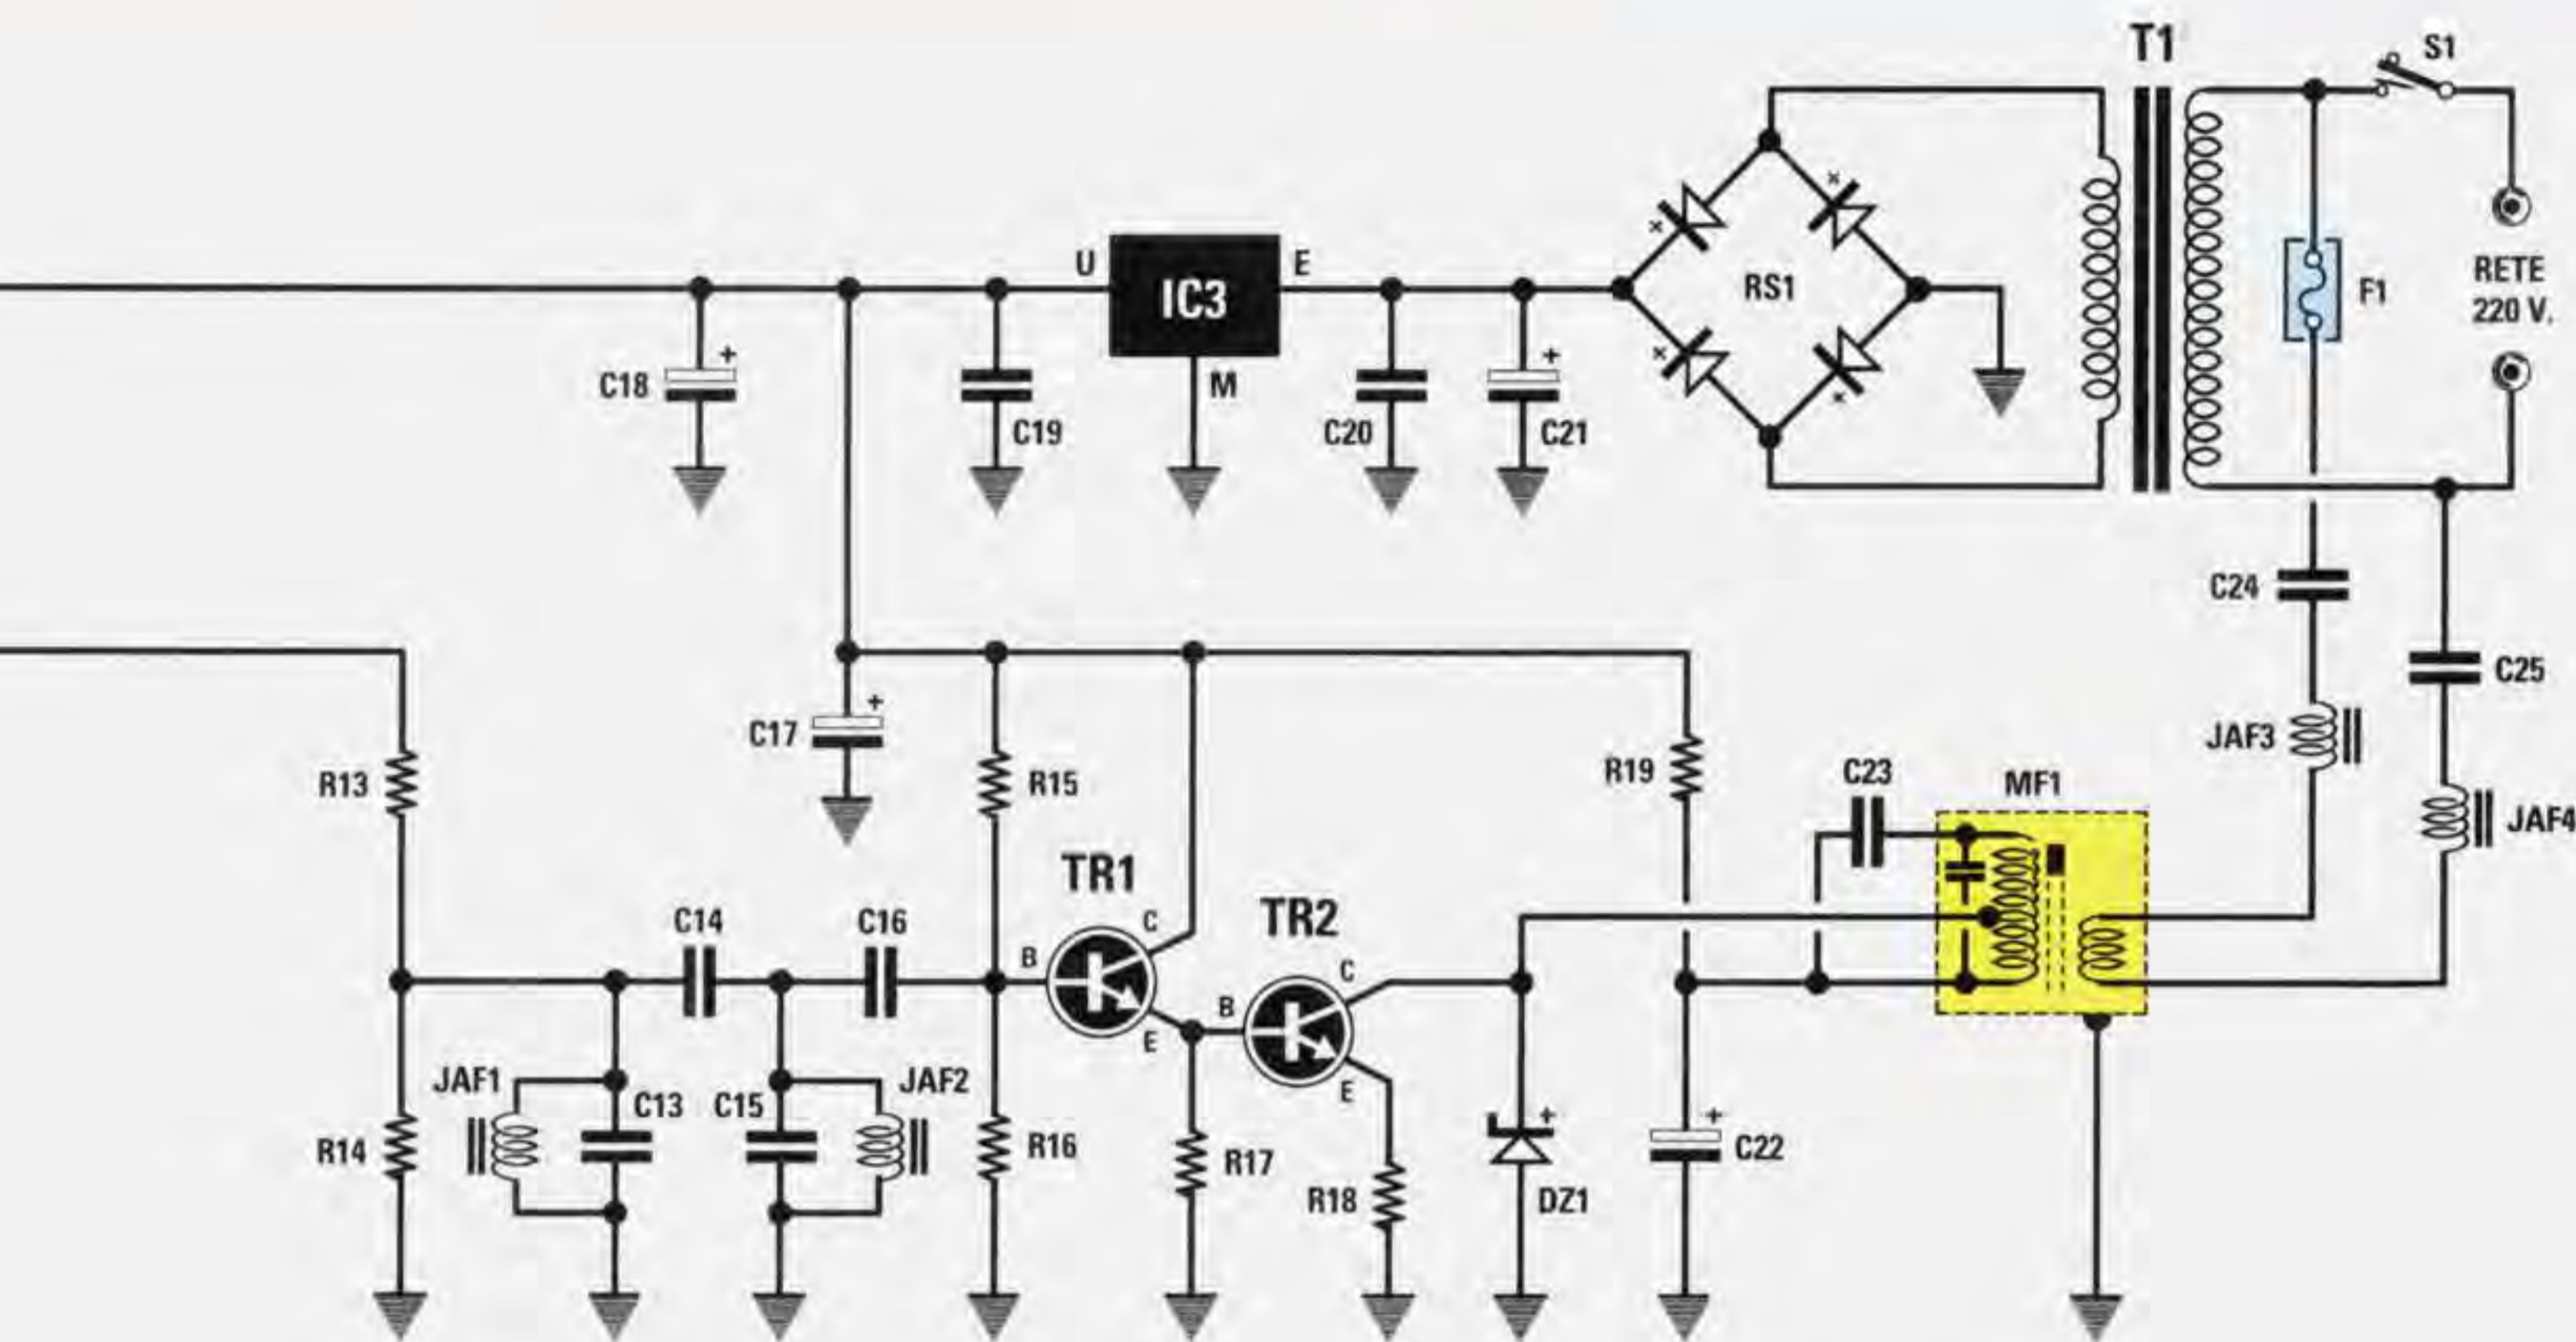 T1
S1
U
E
IC3
RS1
F1
RETE
220 V.
+
+
C18
M
C19
C20
C21
C24
C25
+
C17
JAF3
R13
R15
R19
C23
MF1
JAF4
TR1
TR2
C14
C16
C
B
C
B
E
JAF1
JAF2
E
C13
C15
+
+
R14
R16
R17
C22
R18
DZ1